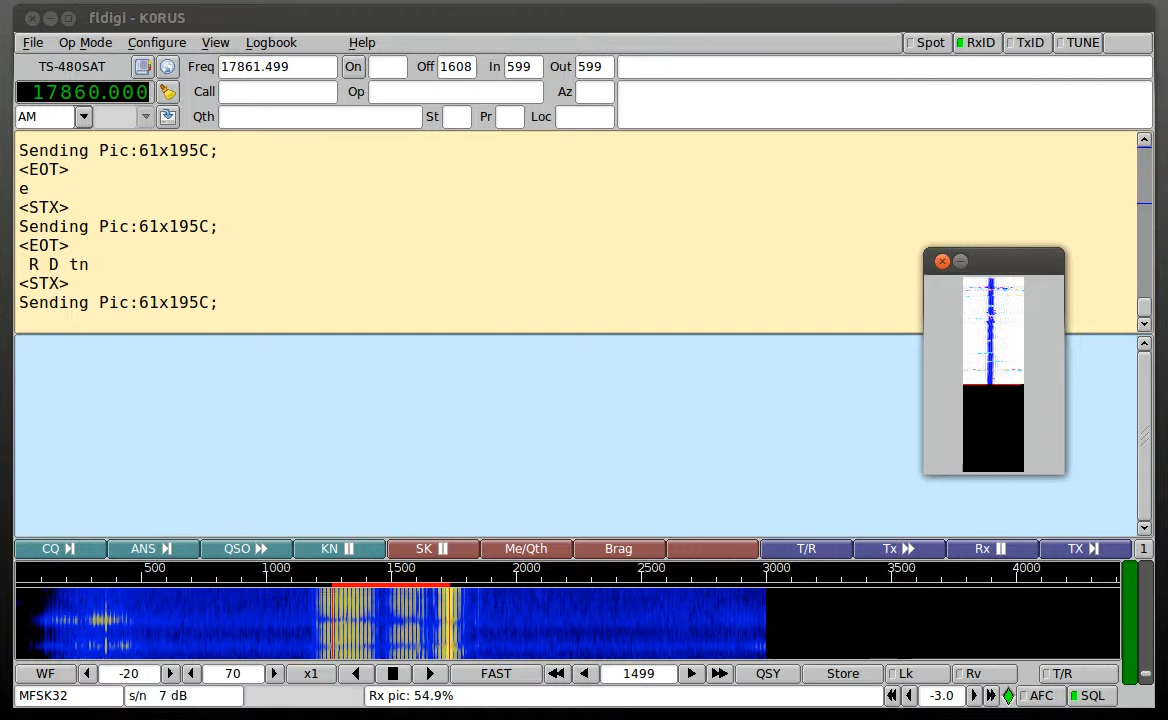 fldigi - K0RUS
File Op Mode Configure View Logbook Help Spot RxID TxID TUNE
TS-480SAT Freq 17861.499 On Off 1608 In 599 Out 599
17860.000 Call Op Az
AM Qth St Pr Loc
Sending Pic:61x195C;
<EOT>
e
<STX>
Sending Pic:61x195C;
<EOT>
R D tn
<STX>
Sending Pic:61x195C;
CQ ANS QSO KN SK Me/Qth Brag T/R Tx Rx TX 1
500 1000 1500 2000 2500 3000 3500 4000
WF -20 70 x1 FAST 1499 QSY Store Lk Rv T/R
MFSK32 s/n 7 dB Rx pic: 54.9% -3.0 AFC SQL